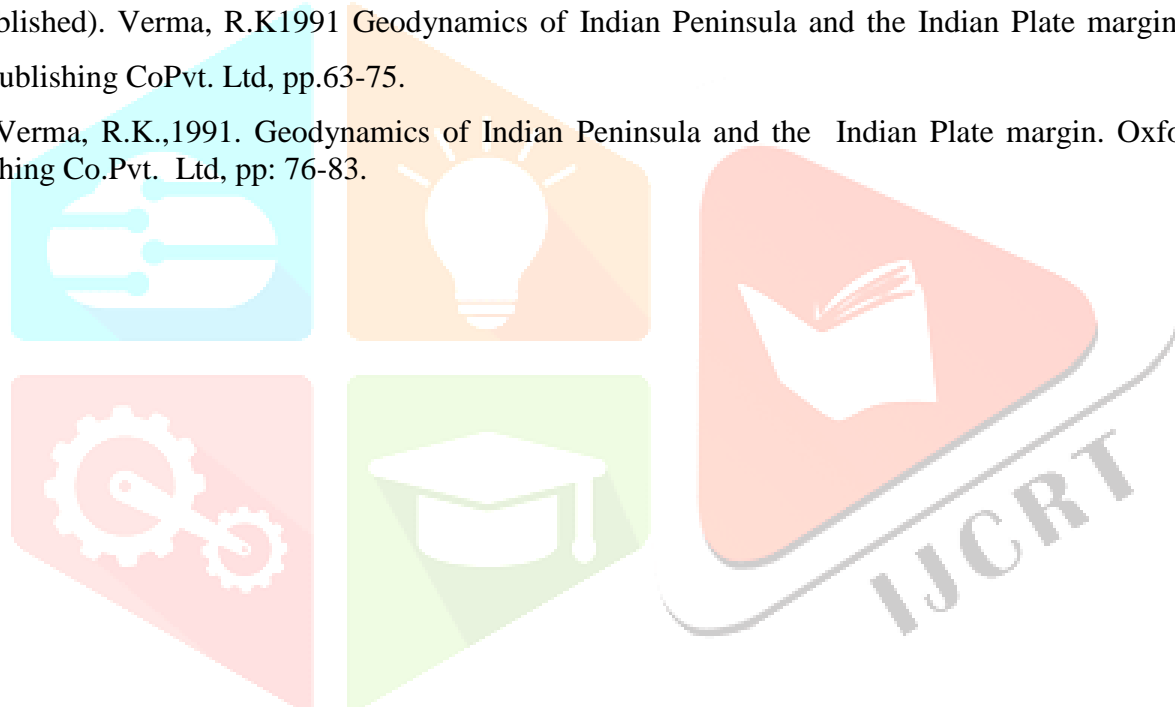 blished). Verma, R.K1991 Geodynamics of Indian Peninsula and the Indian Plate margin
ublishing CoPvt. Ltd, pp.63-75.
Verma, R.K.,1991. Geodynamics of Indian Peninsula and the Indian Plate margin. Oxfo
hing Co.Pvt. Ltd, pp: 76-83.
IJCRT